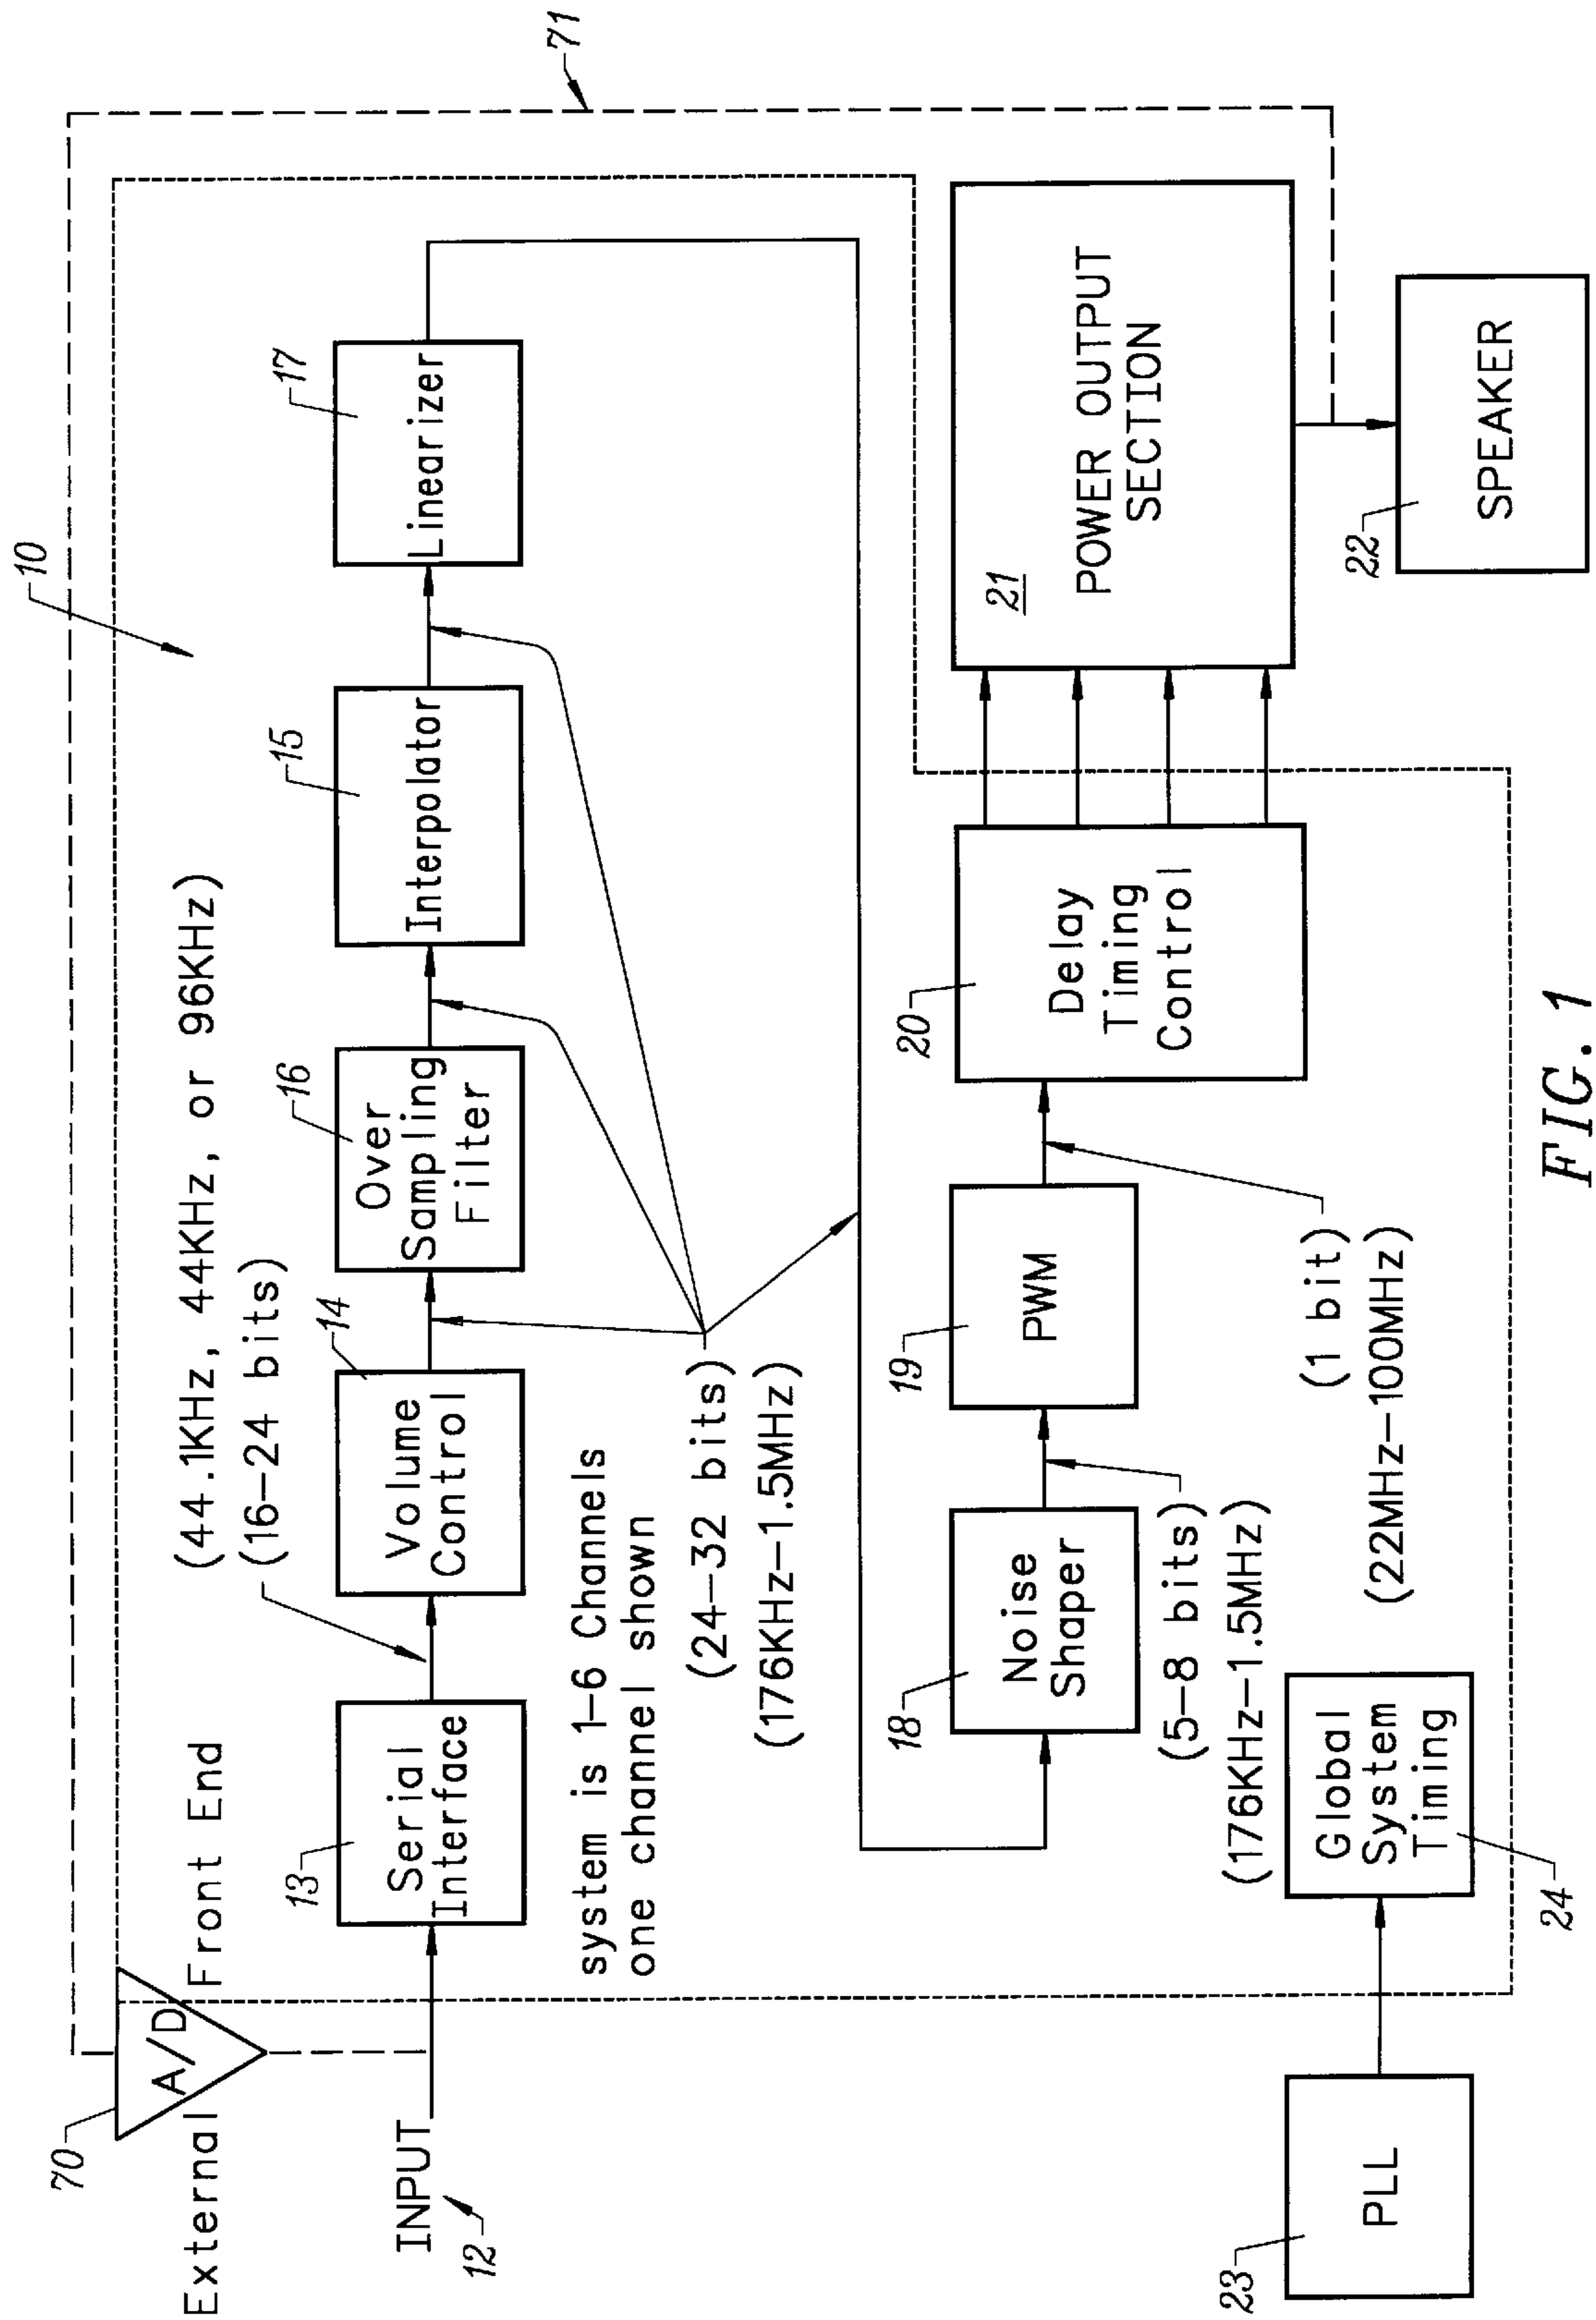 71
10
70
A/D
External Front End
(44.1KHz, 44KHz, or 96KHz)
(16–24 bits)
INPUT
12
13
Serial
Interface
14
Volume
Control
16
Over
Sampling
Filter
15
Interpolator
17
Linearizer
system is 1–6 Channels
one channel shown
(24–32 bits)
(176KHz–1.5MHz)
18
Noise
Shaper
19
PWM
20
Delay
Timing
Control
21
POWER OUTPUT
SECTION
(5–8 bits)
(176KHz–1.5MHz)
(1 bit)
(22MHz–100MHz)
22
SPEAKER
23
PLL
Global
System
Timing
24
FIG. 1